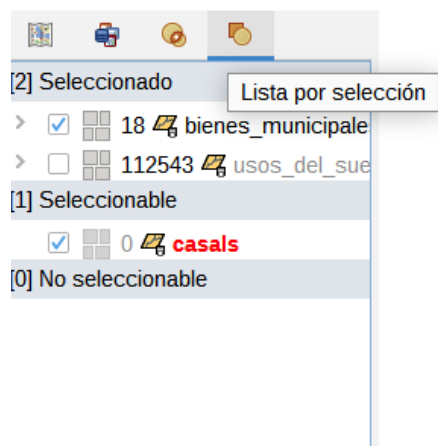 [2] Seleccionado
Lista por selección
18 bienes_municipale
112543 usos_del_sue
[1] Seleccionable
0 casals
[0] No seleccionable